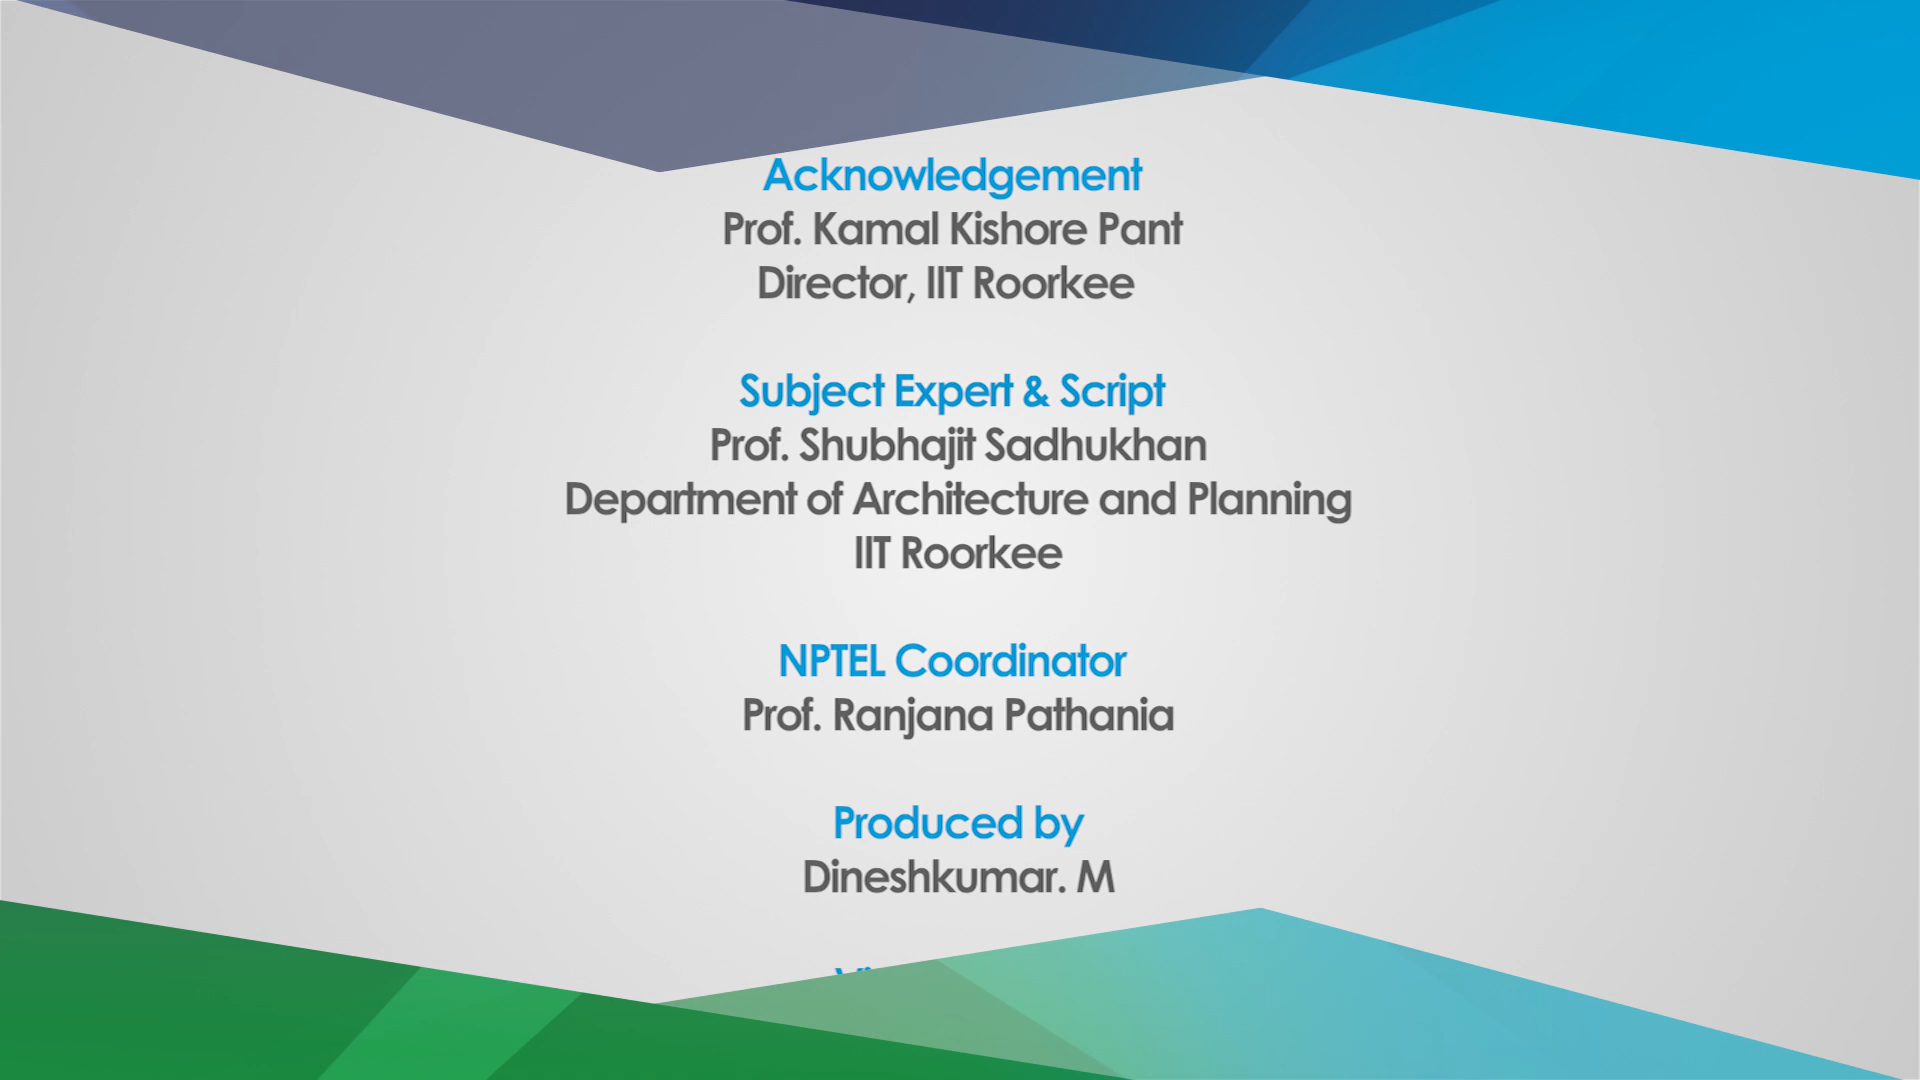 Acknowledgement
Prof. Kamal Kishore Pant
Director, IIT Roorkee
Subject Expert & Script
Prof. Shubhajit Sadhukhan
Department of Architecture and Planning
IIT Roorkee
NPTEL Coordinator
Prof. Ranjana Pathania
Produced by
Dineshkumar. M